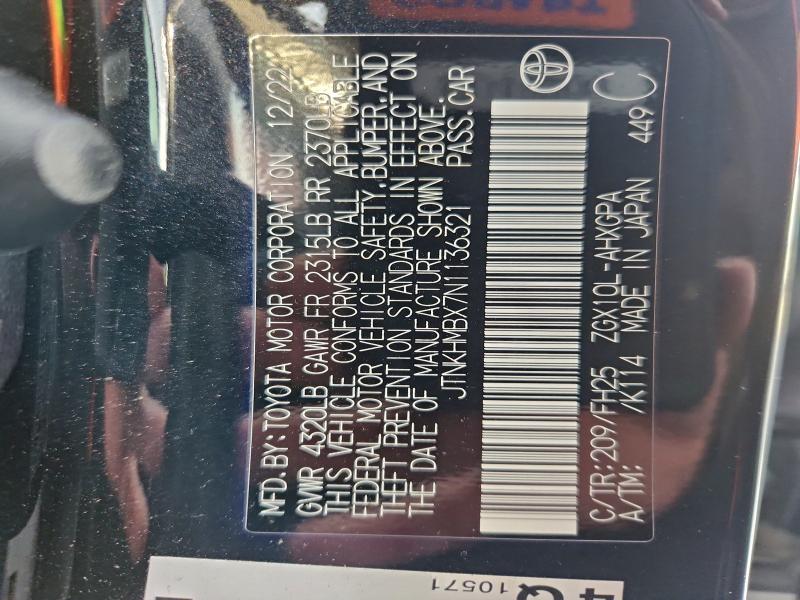 MFD.BY:TOYOTA MOTOR CORPORATION 12/22
GVWR 4320LB GAWR FR 2315LB RR 2370LB
THIS VEHICLE CONFORMS TO ALL APPLICABLE
FEDERAL MOTOR VEHICLE SAFETY,BUMPER,AND
THEFT PREVENTION STANDARDS IN EFFECT ON
THE DATE OF MANUFACTURE SHOWN ABOVE.
JTNKHMBX7N1136321 PASS.CAR
C/TR:209/FH25 ZGX10L-AHXGPA
A/TM: /K114 MADE IN JAPAN 449 C
4Q
10571